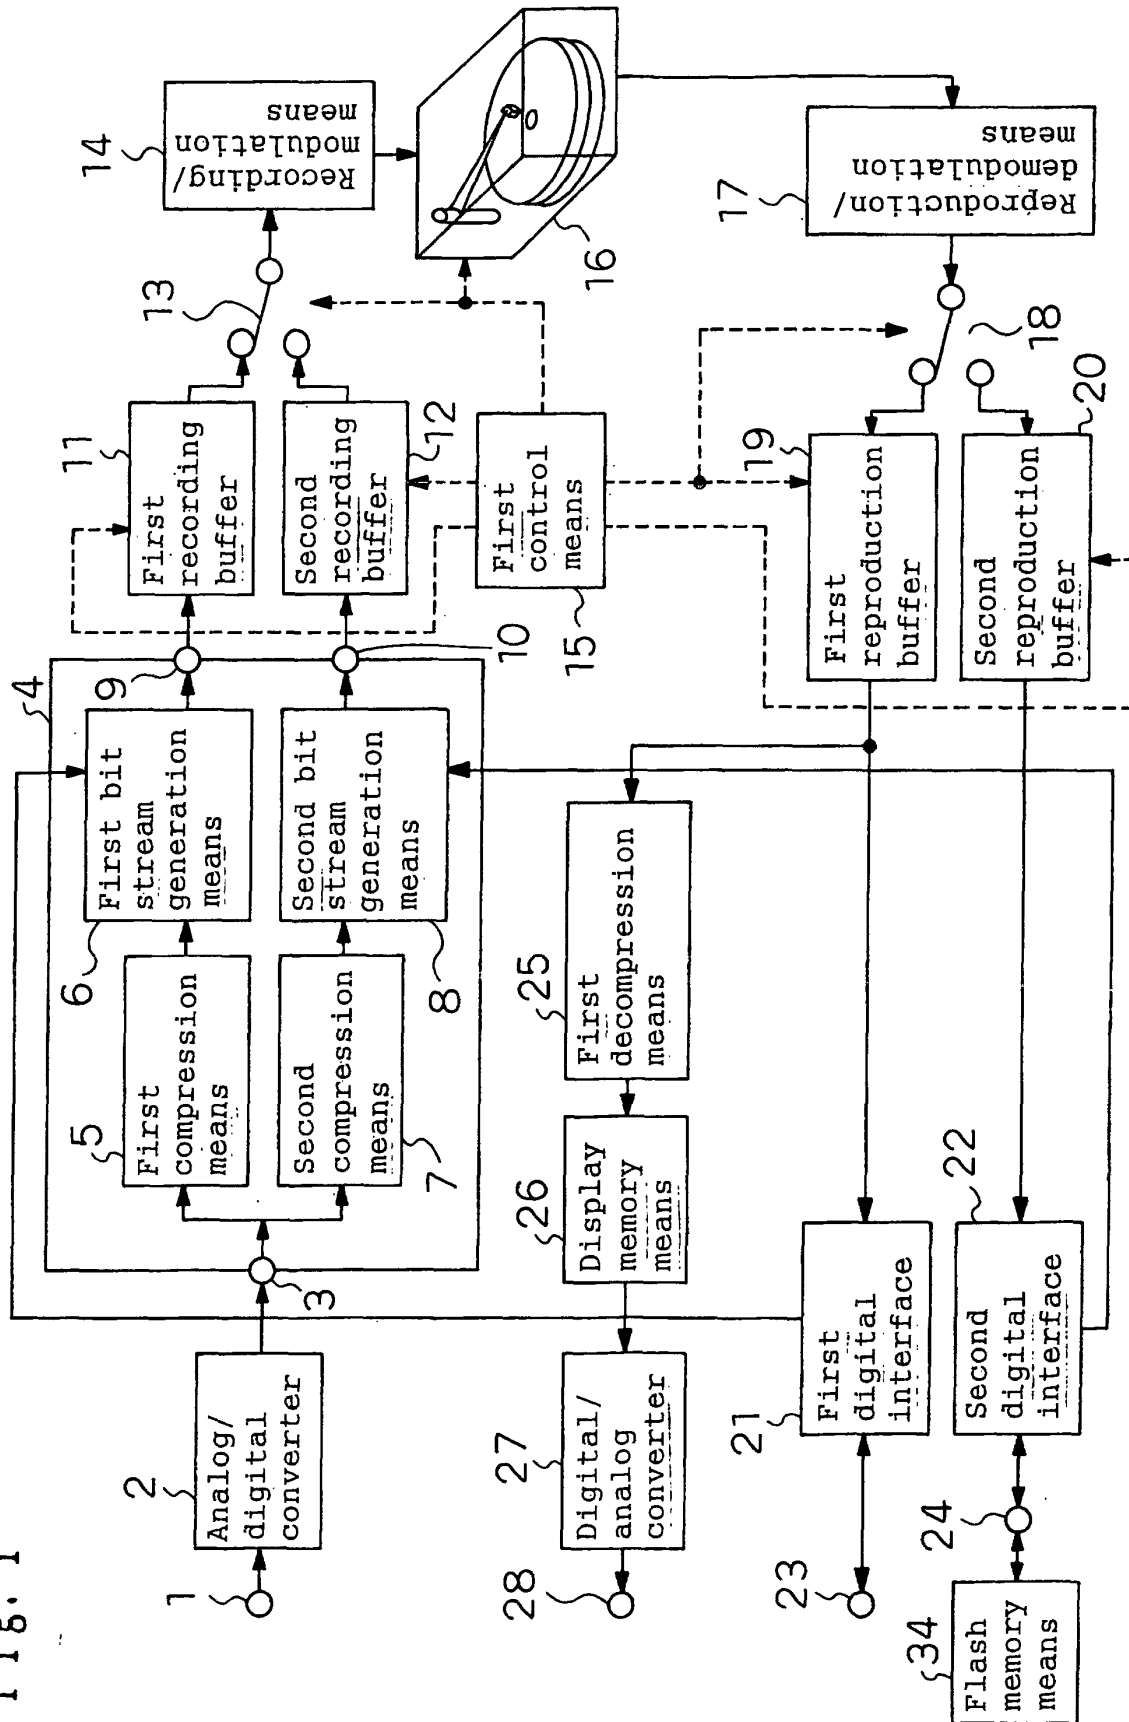 Fig. 1
1
2
Analog/
digital
converter
3
4
5
First
compression
means
6
First bit
stream
generation
means
7
Second
compression
means
8
Second bit
stream
generation
means
9
10
11
First
recording
buffer
12
Second
recording
buffer
13
14
Recording/
modulation
means
15
First
control
means
16
17
Reproduction/
demodulation
means
18
19
First
reproduction
buffer
20
Second
reproduction
buffer
21
First
digital
interface
22
Second
digital
interface
23
24
25
First
decompression
means
26
Display
memory
means
27
Digital/
analog
converter
28
34
Flash
memory
means